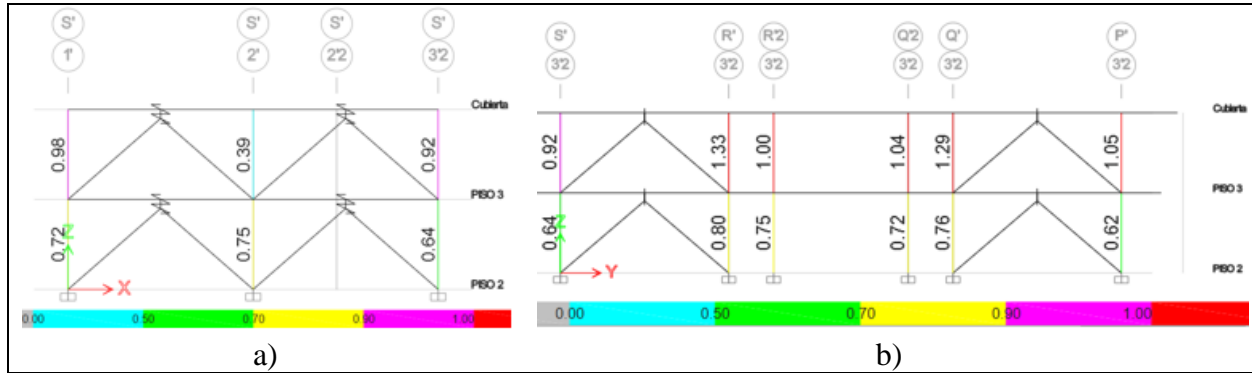 S' S' S' S'
1' 2' 2'2 3'2
Cubierta
0.98 0.39 0.92
PISO 3
0.72 0.75 0.64
Z
X
PISO 2
0.00 0.50 0.70 0.90 1.00
a)
S' R' R'2 Q'2 Q' P'
3'2 3'2 3'2 3'2 3'2 3'2
Cubierta
0.92 1.33 1.00 1.04 1.29 1.05
PISO 3
0.64 0.80 0.75 0.72 0.76 0.62
Z
Y
PISO 2
0.00 0.50 0.70 0.90 1.00
b)